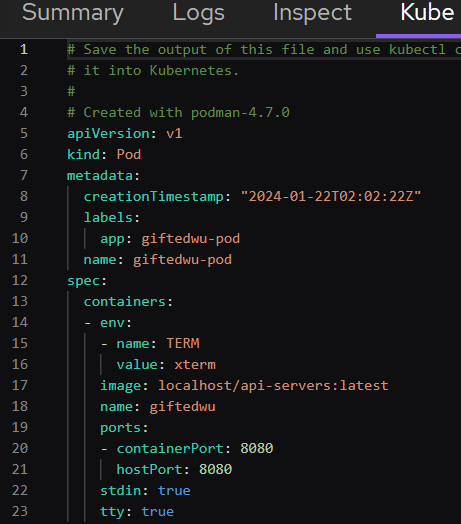 Summary Logs Inspect Kube
1 # Save the output of this file and use kubectl c
2 # it into Kubernetes.
3 #
4 # Created with podman-4.7.0
5 apiVersion: v1
6 kind: Pod
7 metadata:
8 creationTimestamp: "2024-01-22T02:02:22Z"
9 labels:
10 app: giftedwu-pod
11 name: giftedwu-pod
12 spec:
13 containers:
14 - env:
15 - name: TERM
16 value: xterm
17 image: localhost/api-servers:latest
18 name: giftedwu
19 ports:
20 - containerPort: 8080
21 hostPort: 8080
22 stdin: true
23 tty: true